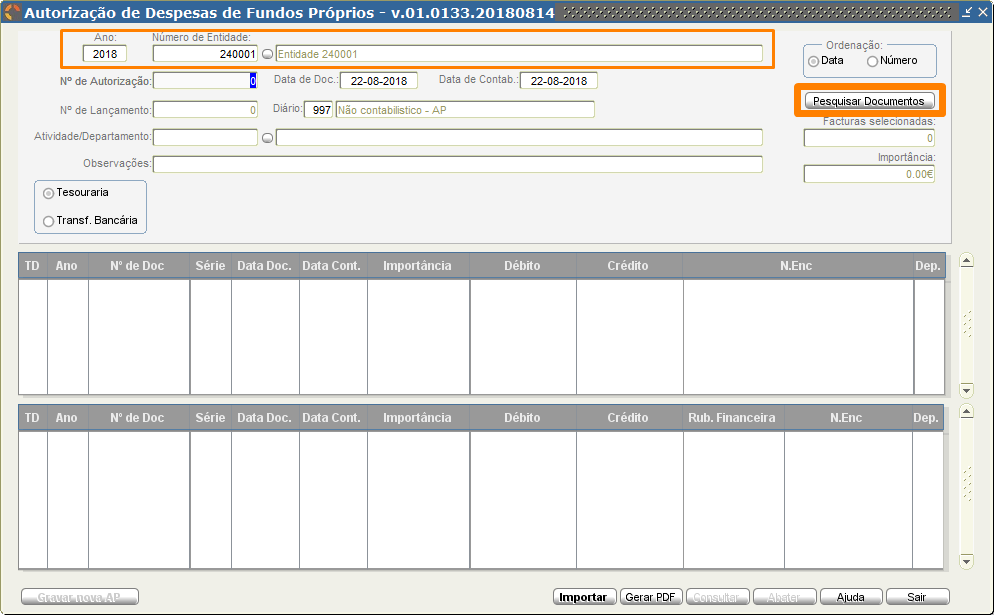 Autorização de Despesas de Fundos Próprios - v.01.0133.20180814
Ano: Número de Entidade:
2018 240001 Entidade 240001
Ordenação:
Data Número
Nº de Autorização: 0 Data de Doc.: 22-08-2018 Data de Contab.: 22-08-2018
Pesquisar Documentos
Nº de Lançamento: 0 Diário: 997 Não contabilistico - AP
Facturas selecionadas:
0
Atividade/Departamento:
Observações:
Importância:
0.00€
Tesouraria
Transf. Bancária
TD Ano Nº de Doc Série Data Doc. Data Cont. Importância Débito Crédito N.Enc Dep.
TD Ano Nº de Doc Série Data Doc. Data Cont. Importância Débito Crédito Rub. Financeira N.Enc Dep.
Gravar nova AP Importar Gerar PDF Consultar Abater Ajuda Sair